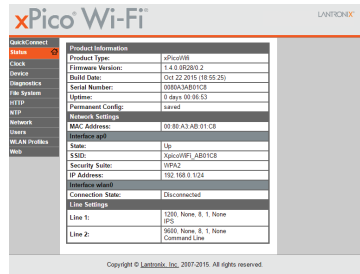 xPico® Wi-Fi®
LANTRONIX®
QuickConnect
Status
Clock
Device
Diagnostics
File System
HTTP
NTP
Network
Users
WLAN Profiles
Web
Product Information
Product Type: xPicoWifi
Firmware Version: 1.4.0.0R28/0.2
Build Date: Oct 22 2015 (18:55:25)
Serial Number: 0080A3AB01C8
Uptime: 0 days 00:06:53
Permanent Config: saved
Network Settings
MAC Address: 00:80:A3:AB:01:C8
Interface ap0
State: Up
SSID: XpicoWIFI_AB01C8
Security Suite: WPA2
IP Address: 192.168.0.1/24
Interface wlan0
Connection State: Disconnected
Line Settings
Line 1: 1200, None, 8, 1, None
IPS
Line 2: 9600, None, 8, 1, None
Command Line
Copyright © Lantronix, Inc. 2007-2015. All rights reserved.